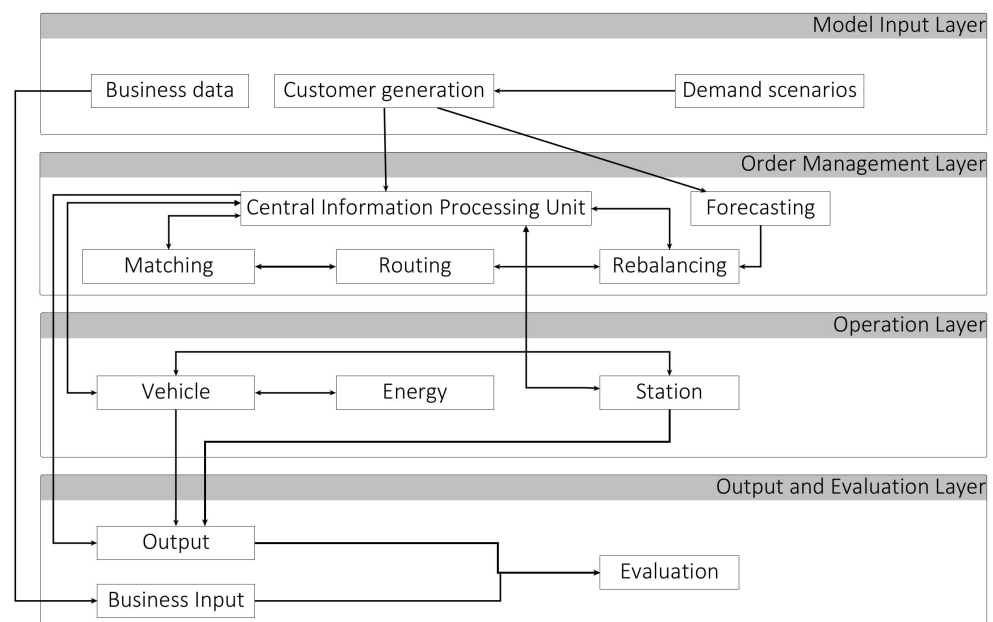 Model Input Layer
Business data
Customer generation
Demand scenarios
Order Management Layer
Central Information Processing Unit
Forecasting
Matching
Routing
Rebalancing
Operation Layer
Vehicle
Energy
Station
Output and Evaluation Layer
Output
Evaluation
Business Input